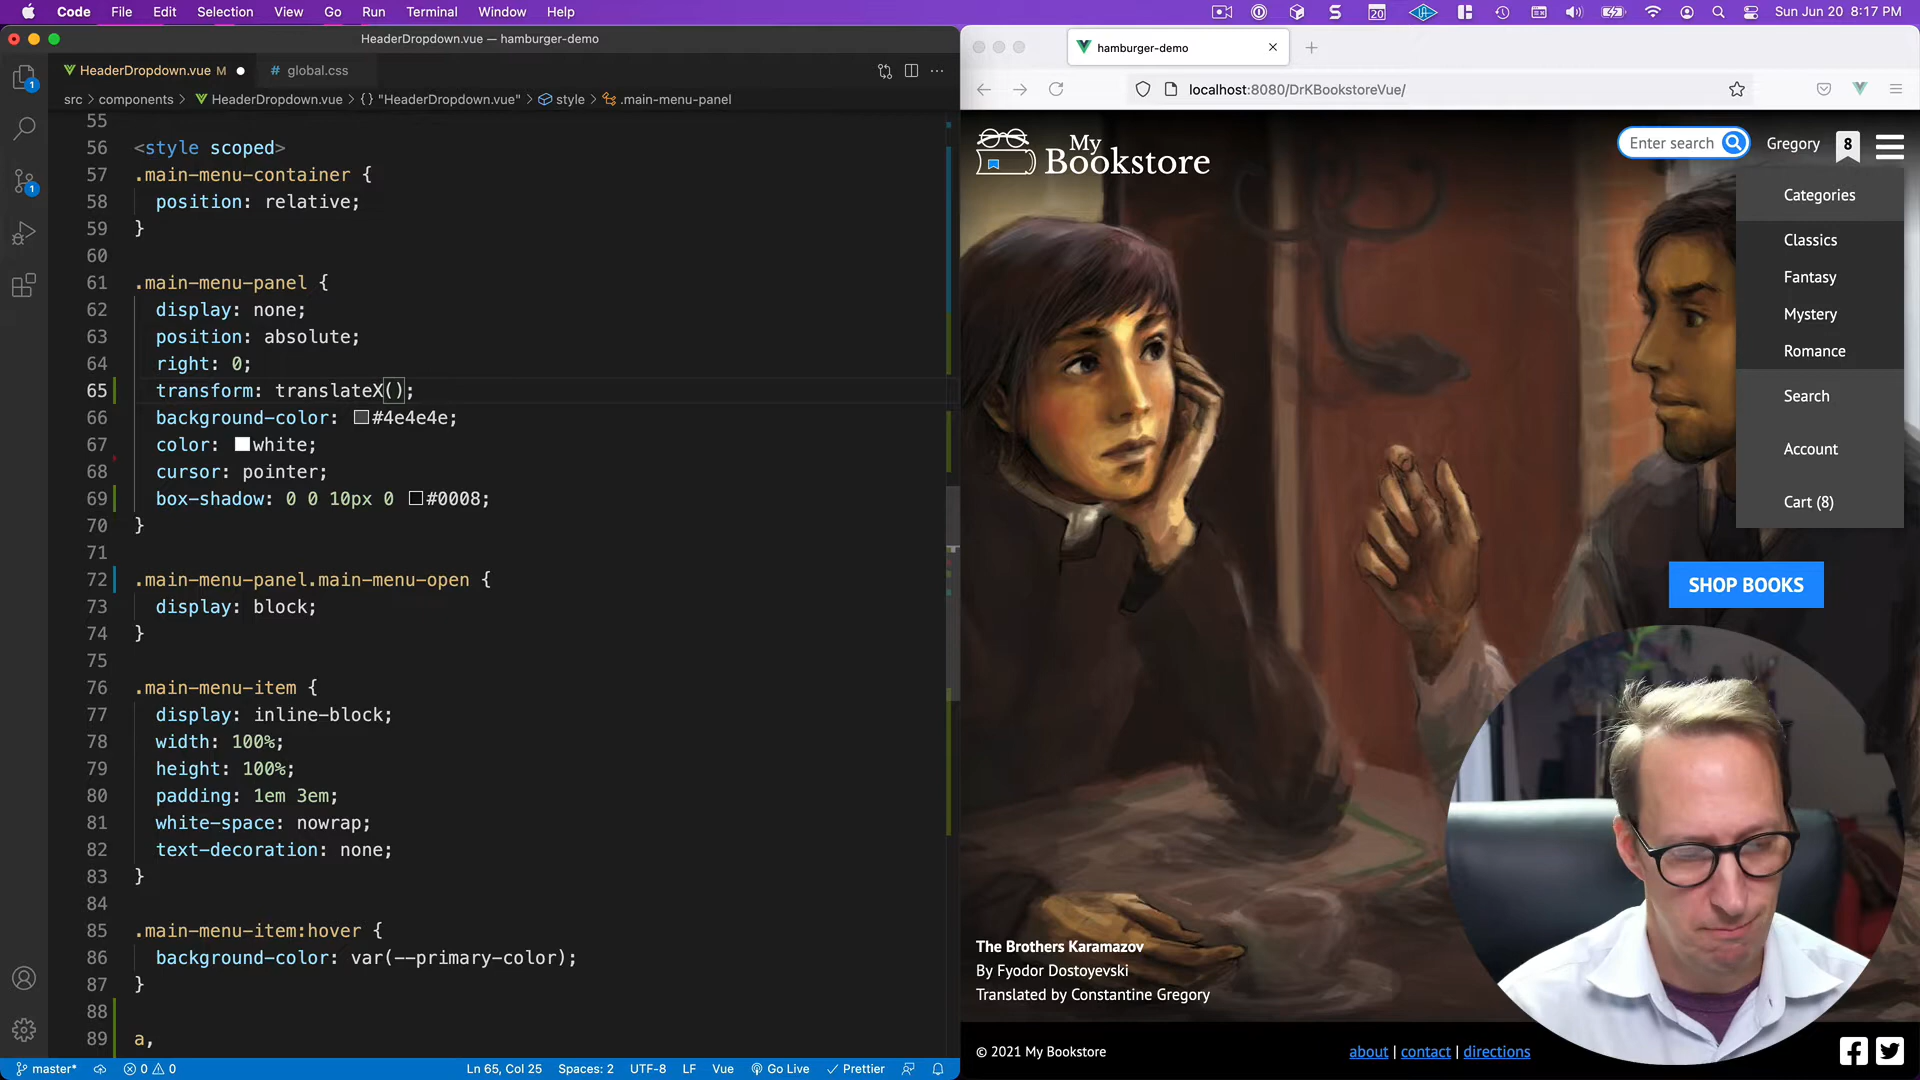 Code File Edit Selection View Go Run Terminal Window Help
20
Sun Jun 20 8:17 PM
HeaderDropdown.vue — hamburger-demo
HeaderDropdown.vue M
# global.css
src > components > HeaderDropdown.vue > {} "HeaderDropdown.vue" > style > .main-menu-panel
1
1
55
56 <style scoped>
57 .main-menu-container {
58 position: relative;
59 }
60
61 .main-menu-panel {
62 display: none;
63 position: absolute;
64 right: 0;
65 transform: translateX();
66 background-color: #4e4e4e;
67 color: white;
68 cursor: pointer;
69 box-shadow: 0 0 10px 0 #0008;
70 }
71
72 .main-menu-panel.main-menu-open {
73 display: block;
74 }
75
76 .main-menu-item {
77 display: inline-block;
78 width: 100%;
79 height: 100%;
80 padding: 1em 3em;
81 white-space: nowrap;
82 text-decoration: none;
83 }
84
85 .main-menu-item:hover {
86 background-color: var(--primary-color);
87 }
88
89 a,
master* 0 0 Ln 65, Col 25 Spaces: 2 UTF-8 LF Vue Go Live Prettier
hamburger-demo
localhost:8080/DrKBookstoreVue/
My
Bookstore
Enter search
Gregory
8
Categories
Classics
Fantasy
Mystery
Romance
Search
Account
Cart (8)
SHOP BOOKS
The Brothers Karamazov
By Fyodor Dostoyevski
Translated by Constantine Gregory
© 2021 My Bookstore
about | contact | directions